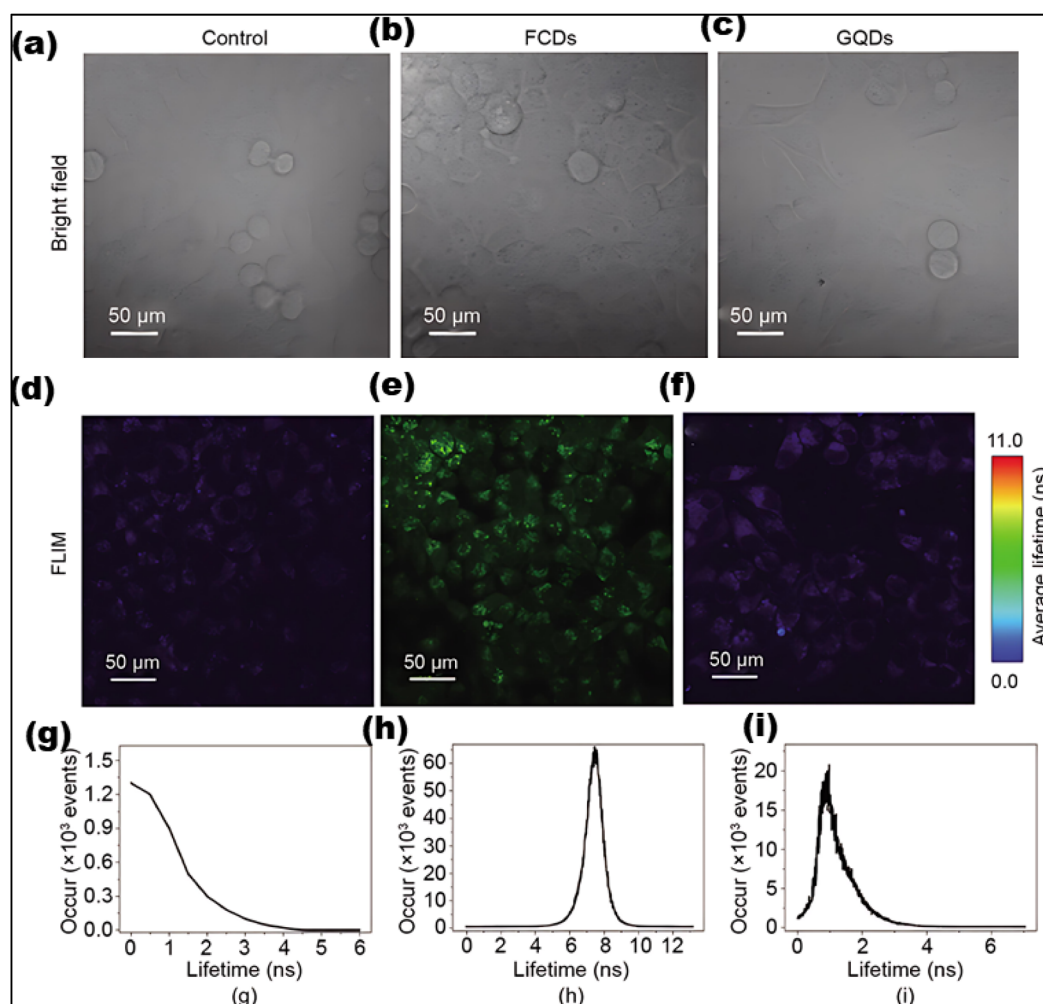 (a) Control (b) FCDs (c) GQDs
Bright field
50 μm 50 μm 50 μm
(d) (e) (f)
FLIM
50 μm 50 μm 50 μm
11.0
Average lifetime (ns)
0.0
(g) (h) (i)
Occur (×10³ events)
1.5
1.2
0.9
0.6
0.3
0.0
0 1 2 3 4 5 6
Lifetime (ns)
(g)
Occur (×10³ events)
60
50
40
30
20
10
0
0 2 4 6 8 10 12
Lifetime (ns)
(h)
Occur (×10³ events)
20
15
10
5
0
0 2 4 6
Lifetime (ns)
(i)